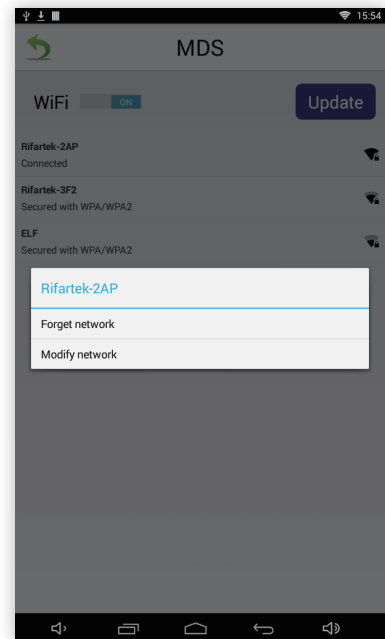 15:54
MDS
WiFi ON Update
Rifartek-2AP
Connected
Rifartek-3F2
Secured with WPA/WPA2
ELF
Secured with WPA/WPA2
Rifartek-2AP
Forget network
Modify network